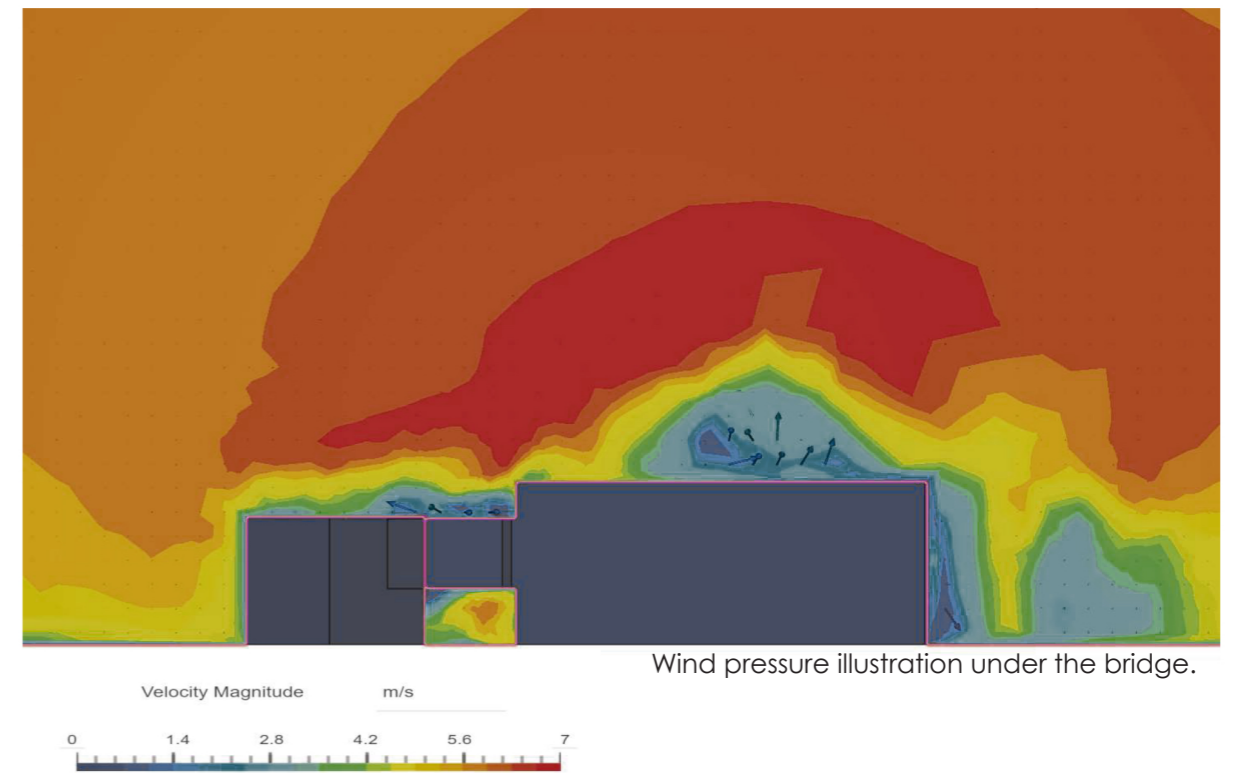 Wind pressure illustration under the bridge.
Velocity Magnitude m/s
0 1.4 2.8 4.2 5.6 7